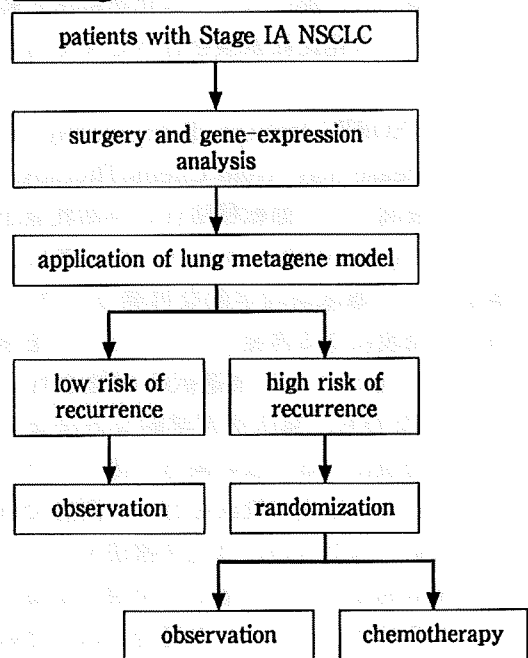 patients with Stage IA NSCLC
surgery and gene-expression
analysis
application of lung metagene model
low risk of
recurrence
high risk of
recurrence
observation
randomization
observation
chemotherapy